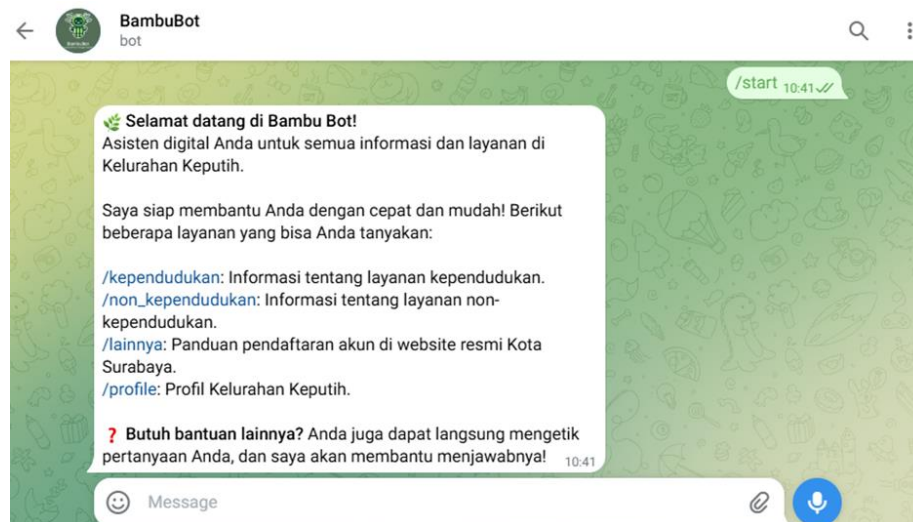 BambuBot
bot
/start 10:41
Selamat datang di Bambu Bot!
Asisten digital Anda untuk semua informasi dan layanan di
Kelurahan Keputih.
Saya siap membantu Anda dengan cepat dan mudah! Berikut
beberapa layanan yang bisa Anda tanyakan:
/kependudukan: Informasi tentang layanan kependudukan.
/non_kependudukan: Informasi tentang layanan non-
kependudukan.
/lainnya: Panduan pendaftaran akun di website resmi Kota
Surabaya.
/profile: Profil Kelurahan Keputih.
❓ Butuh bantuan lainnya? Anda juga dapat langsung mengetik
pertanyaan Anda, dan saya akan membantu menjawabnya! 10:41
Message